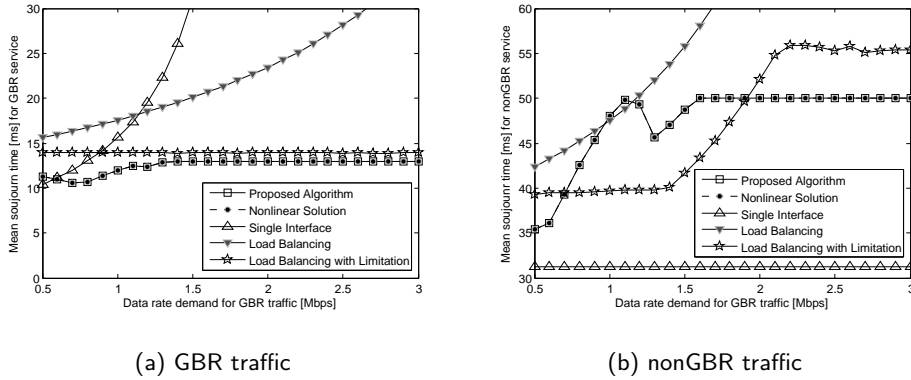 30
25
20
15
10
5
0
0.5 1 1.5 2 2.5 3
Mean soujourn time [ms] for GBR service
Data rate demand for GBR traffic [Mbps]
Proposed Algorithm
Nonlinear Solution
Single Interface
Load Balancing
Load Balancing with Limitation
(a) GBR traffic
60
55
50
45
40
35
30
0.5 1 1.5 2 2.5 3
Mean soujounr time [ms] for nonGBR service
Data rate demand for GBR traffic [Mbps]
Proposed Algorithm
Nonlinear Solution
Single Interface
Load Balancing
Load Balancing with Limitation
(b) nonGBR traffic